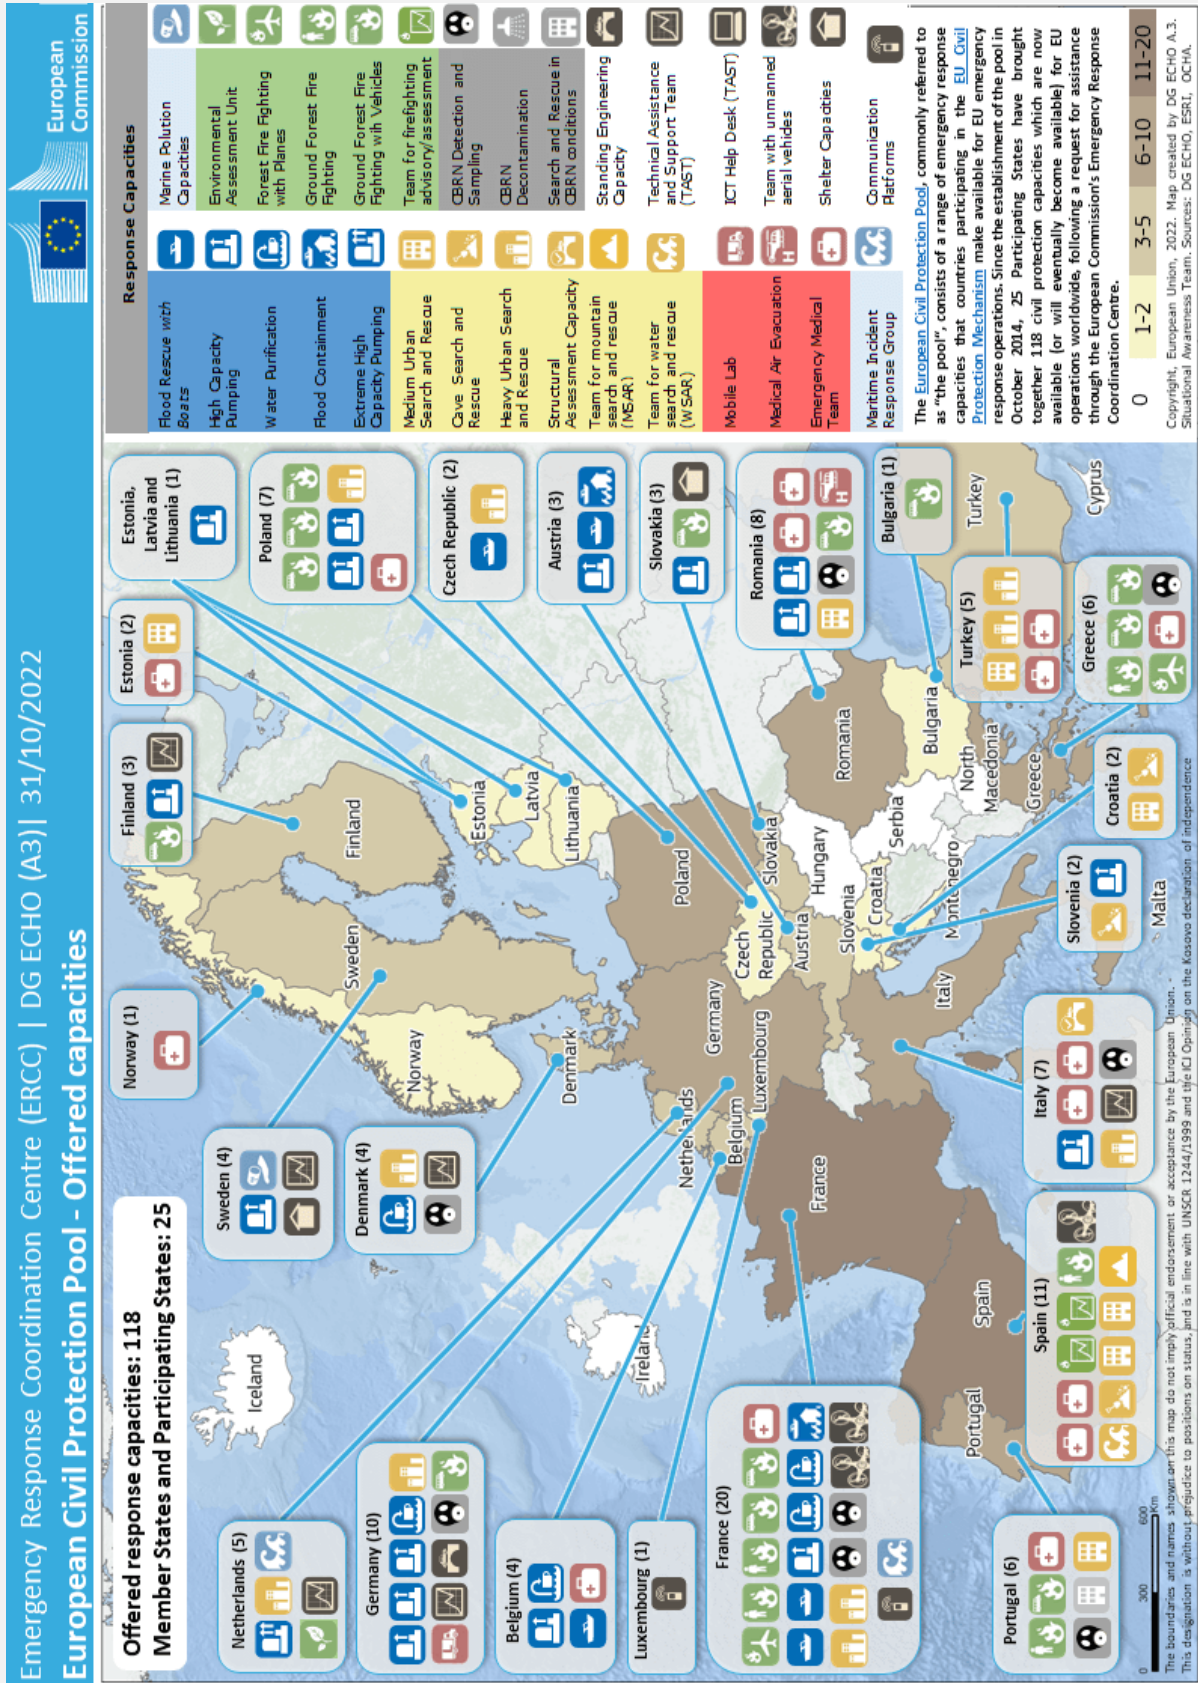 Emergency Response Coordination Centre (ERCC) | DG ECHO (A3)| 31/10/2022
European Civil Protection Pool - Offered capacities
European
Commission
Offered response capacities: 118
Member States and Participating States: 25
Netherlands (5)
Germany (10)
Belgium (4)
Luxembourg (1)
France (20)
Portugal (6)
Sweden (4)
Denmark (4)
Norway (1)
Finland (3)
Estonia (2)
Estonia,
Latvia and
Lithuania (1)
Poland (7)
Czech Republic (2)
Austria (3)
Slovakia (3)
Romania (8)
Bulgaria (1)
Turkey (5)
Greece (6)
Croatia (2)
Slovenia (2)
Italy (7)
Spain (11)
Iceland
Ireland
Norway
Sweden
Finland
Estonia
Latvia
Lithuania
Denmark
Netherlands
Belgium
Luxembourg
Germany
Poland
Czech
Republic
Slovakia
Austria
Hungary
Slovenia
Croatia
Serbia
Montenegro
Romania
Bulgaria
North
Macedonia
Greece
Turkey
Cyprus
Malta
Italy
France
Spain
Portugal
0 300 600
Km
The boundaries and names shown on this map do not imply official endorsement or acceptance by the European Union. -
This designation is without prejudice to positions on status, and is in line with UNSCR 1244/1999 and the ICJ Opinion on the Kosovo declaration of independence
Response Capacities
Flood Rescue with
Boats
High Capacity
Pumping
Water Purification
Flood Containment
Extreme High
Capacity Pumping
Medium Urban
Search and Rescue
Cave Search and
Rescue
Heavy Urban Search
and Rescue
Structural
Assessment Capacity
Team for mountain
search and rescue
(MSAR)
Team for water
search and rescue
(WSAR)
Mobile Lab
Medical Air Evacuation
Emergency Medical
Team
Maritime Incident
Response Group
Marine Polution
Capacities
Environmental
Assessment Unit
Forest Fire Fighting
with Planes
Ground Forest Fire
Fighting
Ground Forest Fire
Fighting wih Vehicles
Team for firefighting
advisory/assessment
CBRN Detection and
Sampling
CBRN
Decontamination
Search and Rescue in
CBRN conditions
Standing Engineering
Capacity
Technical Assistance
and Support Team
(TAST)
ICT Help Desk (TAST)
Team with unmanned
aerial vehicles
Shelter Capacities
Communication
Platforms
The European Civil Protection Pool, commonly referred to
as "the pool", consists of a range of emergency response
capacities that countries participating in the EU Civil
Protection Mechanism make available for EU emergency
response operations. Since the establishment of the pool in
October 2014, 25 Participating States have brought
together 118 civil protection capacities which are now
available (or will eventually become available) for EU
operations worldwide, following a request for assistance
through the European Commission's Emergency Response
Coordination Centre.
0 1-2 3-5 6-10 11-20
Copyright, European Union, 2022. Map created by DG ECHO A.3.
Situational Awareness Team. Sources: DG ECHO, ESRI, OCHA.